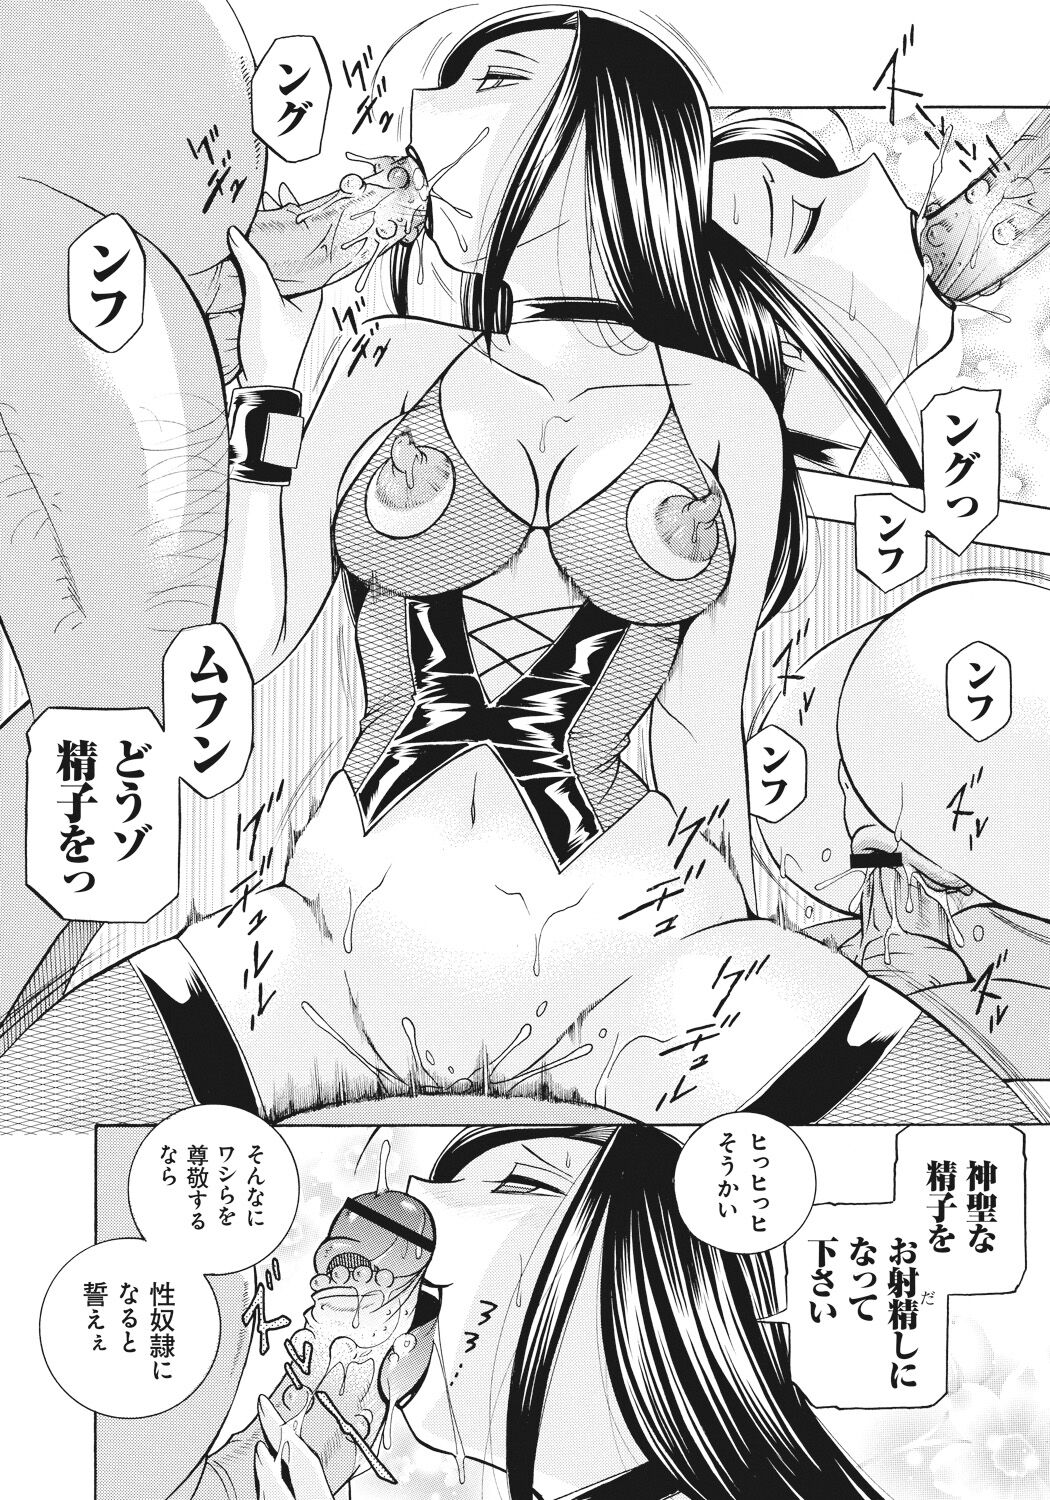 ングっ
ンフ
ンフ
ンフ
ング
ンフ
ムフン
どうゾ
精子をっ
神聖な
精子を
お射精しに
だ
なって
下さい
ヒっヒっヒ
そうかい
そんなに
ワシらを
尊敬する
なら
性奴隷に
なると
誓えぇ